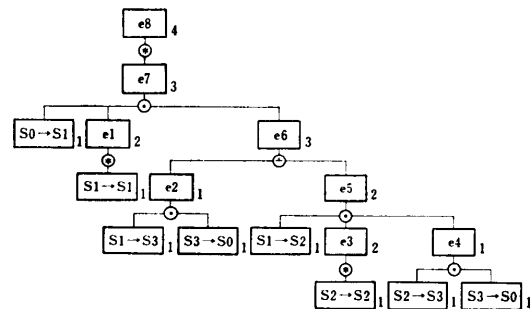 e8 4
*
e7 3
·
S0→S1 1 e1 2 e6 3
* +
S1→S1 1 e2 1 e5 2
· ·
S1→S3 1 S3→S0 1 S1→S2 1 e3 2 e4 1
* ·
S2→S2 1 S2→S3 1 S3→S0 1